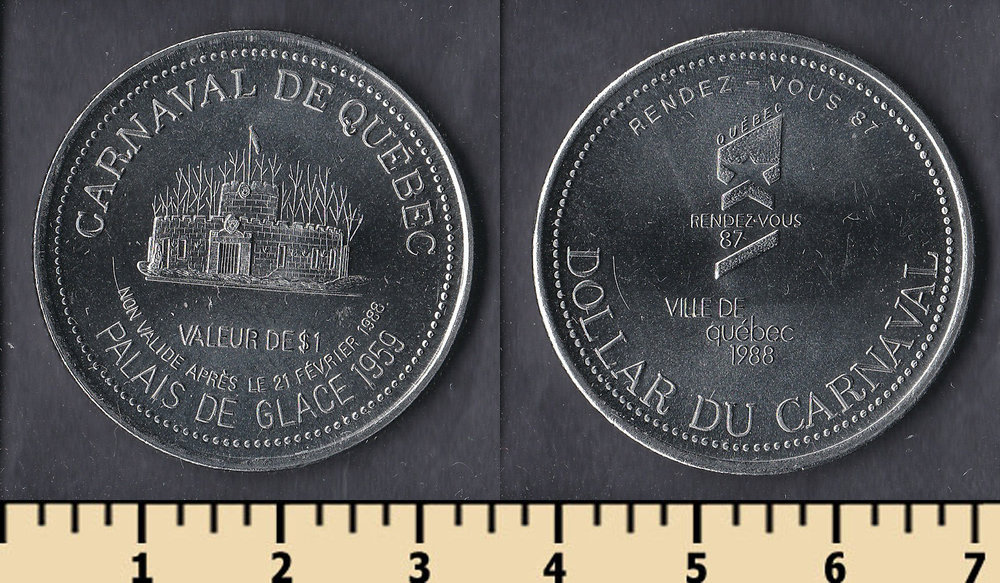 CARNAVAL DE QUÉBEC
VALEUR DE $1
NON VALIDE APRÈS LE 21 FÉVRIER 1988
PALAIS DE GLACE 1959
RENDEZ-VOUS 87
QUÉBEC
RENDEZ-VOUS
87
VILLE DE
québec
1988
DOLLAR DU CARNAVAL
1 2 3 4 5 6 7